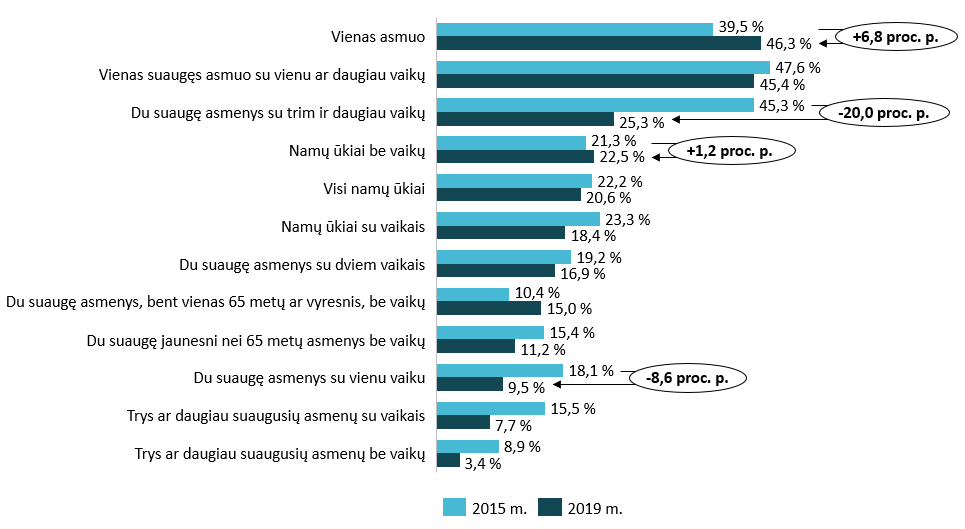 Vienas asmuo
39,5 %
46,3 %
+6,8 proc. p.
Vienas suaugęs asmuo su vienu ar daugiau vaikų
47,6 %
45,4 %
Du suaugę asmenys su trim ir daugiau vaikų
45,3 %
25,3 %
-20,0 proc. p.
Namų ūkiai be vaikų
21,3 %
22,5 %
+1,2 proc. p.
Visi namų ūkiai
22,2 %
20,6 %
Namų ūkiai su vaikais
23,3 %
18,4 %
Du suaugę asmenys su dviem vaikais
19,2 %
16,9 %
Du suaugę asmenys, bent vienas 65 metų ar vyresnis, be vaikų
10,4 %
15,0 %
Du suaugę jaunesni nei 65 metų asmenys be vaikų
15,4 %
11,2 %
Du suaugę asmenys su vienu vaiku
18,1 %
9,5 %
-8,6 proc. p.
Trys ar daugiau suaugusių asmenų su vaikais
15,5 %
7,7 %
Trys ar daugiau suaugusių asmenų be vaikų
8,9 %
3,4 %
2015 m.
2019 m.